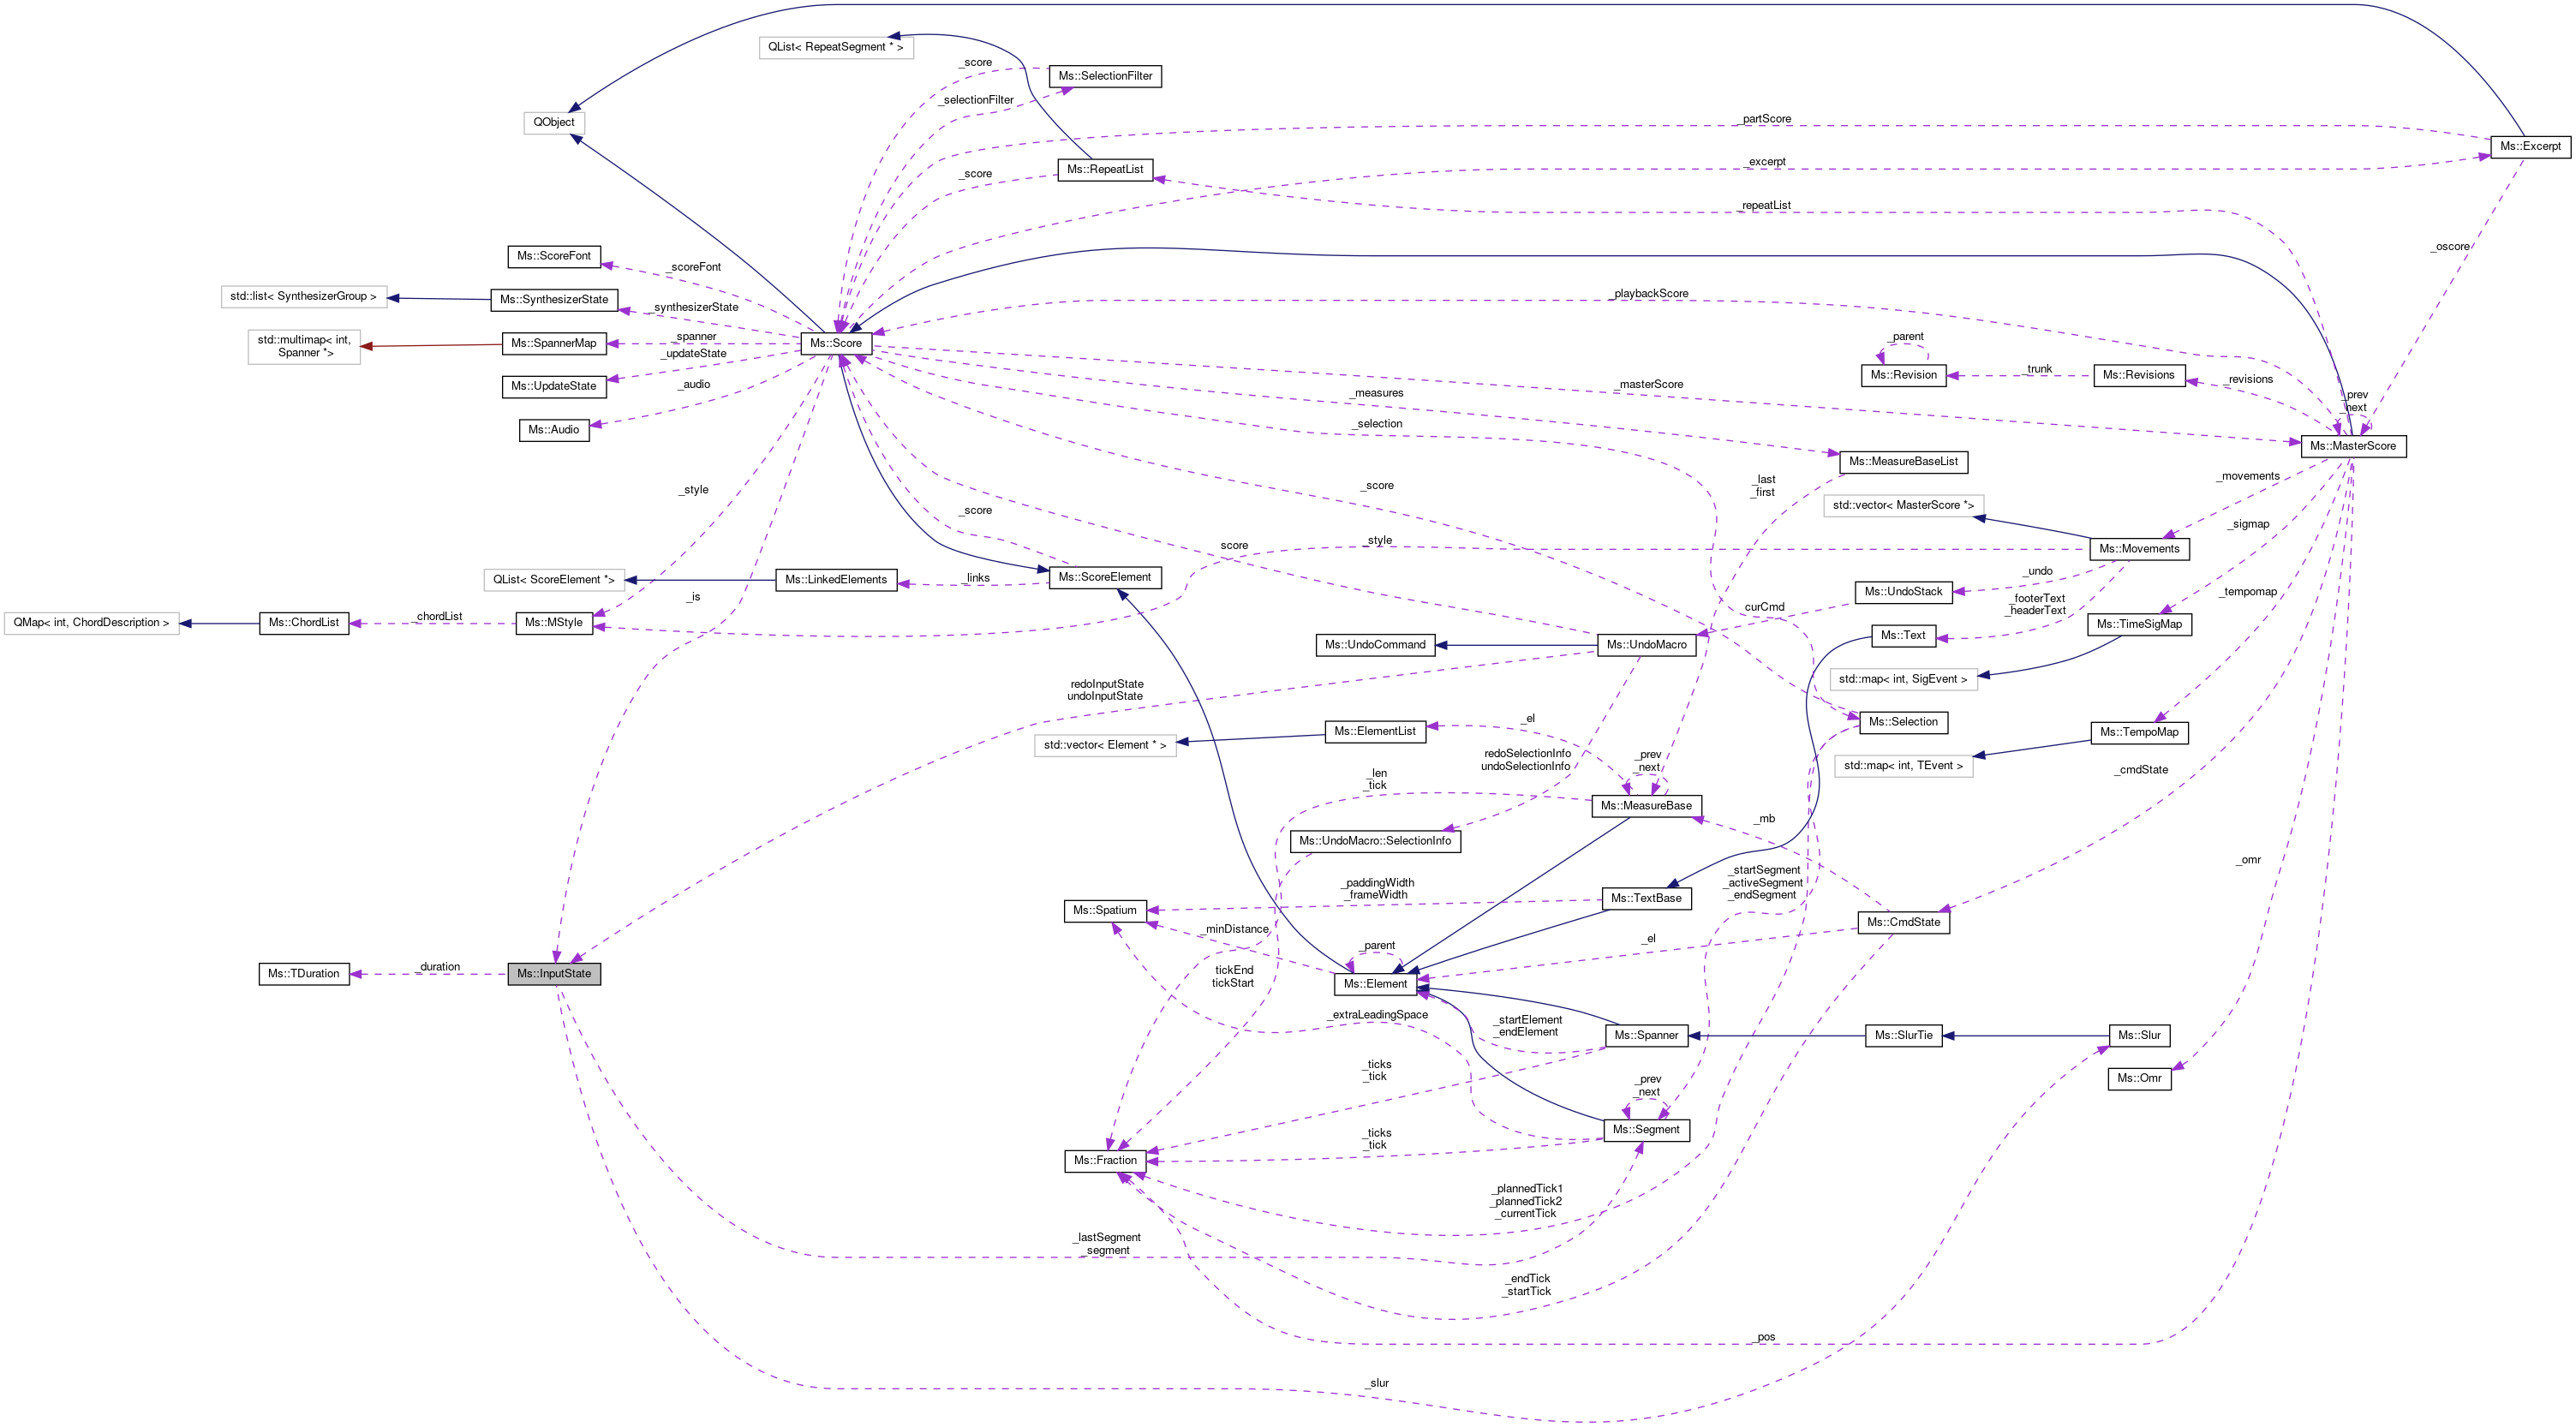 QList< RepeatSegment * >
_score
Ms::SelectionFilter
_selectionFilter
QObject
_partScore
Ms::Excerpt
_excerpt
Ms::RepeatList
_score
_repeatList
_oscore
Ms::ScoreFont
_scoreFont
std::list< SynthesizerGroup >
Ms::SynthesizerState
_synthesizerState
_playbackScore
std::multimap< int,
Spanner *>
Ms::SpannerMap
_spanner
Ms::Score
_updateState
_parent
Ms::UpdateState
_audio
_masterScore
Ms::Revision
_trunk
Ms::Revisions
_revisions
_measures
_prev
_next
Ms::Audio
_selection
Ms::MasterScore
Ms::MeasureBaseList
_style
_score
_last
_first
_movements
std::vector< MasterScore *>
_score
_sigmap
score
_style
Ms::Movements
QList< ScoreElement *>
Ms::LinkedElements
_links
Ms::ScoreElement
_undo
_is
Ms::UndoStack
_tempomap
curCmd
_footerText
_headerText
QMap< int, ChordDescription >
Ms::ChordList
_chordList
Ms::MStyle
Ms::TimeSigMap
Ms::UndoCommand
Ms::UndoMacro
Ms::Text
std::map< int, SigEvent >
redoInputState
undoInputState
Ms::Selection
_el
Ms::ElementList
std::vector< Element * >
Ms::TempoMap
redoSelectionInfo
undoSelectionInfo
_prev
_next
std::map< int, TEvent >
_len
_tick
_cmdState
Ms::MeasureBase
_mb
Ms::UndoMacro::SelectionInfo
_omr
_startSegment
_activeSegment
_endSegment
_paddingWidth
_frameWidth
Ms::TextBase
Ms::Spatium
Ms::CmdState
_minDistance
_parent
_el
Ms::TDuration
_duration
Ms::InputState
tickEnd
tickStart
Ms::Element
_extraLeadingSpace
_startElement
_endElement
Ms::Spanner
Ms::SlurTie
Ms::Slur
_ticks
_tick
_prev
_next
Ms::Omr
Ms::Segment
_ticks
_tick
Ms::Fraction
_plannedTick1
_plannedTick2
_currentTick
_lastSegment
_segment
_endTick
_startTick
_pos
_slur